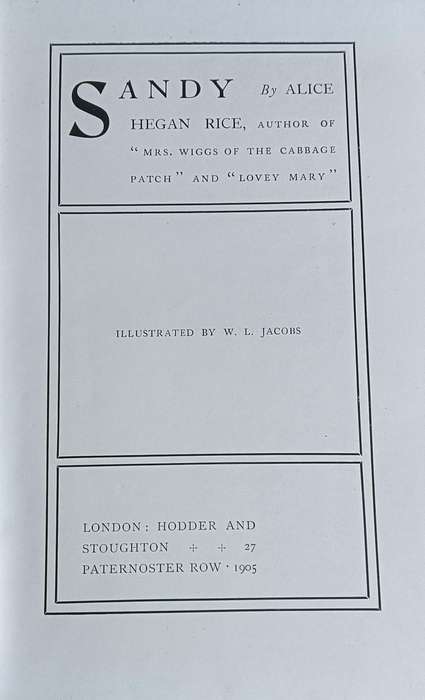 SANDY By ALICE
HEGAN RICE, AUTHOR OF
“MRS. WIGGS OF THE CABBAGE
PATCH” AND “LOVEY MARY”
ILLUSTRATED BY W. L. JACOBS
LONDON: HODDER AND
STOUGHTON ÷ ÷ 27
PATERNOSTER ROW · 1905